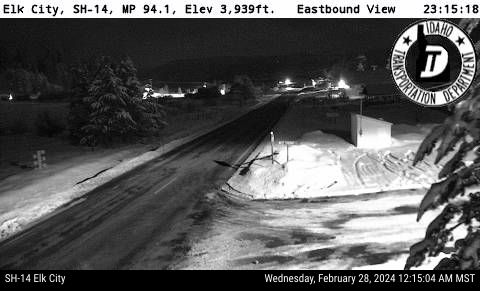 Elk City, SH-14, MP 94.1, Elev 3,939ft. Eastbound View 23:15:18
IDAHO
TRANSPORTATION DEPARTMENT
SH-14 Elk City Wednesday, February 28, 2024 12:15:04 AM MST